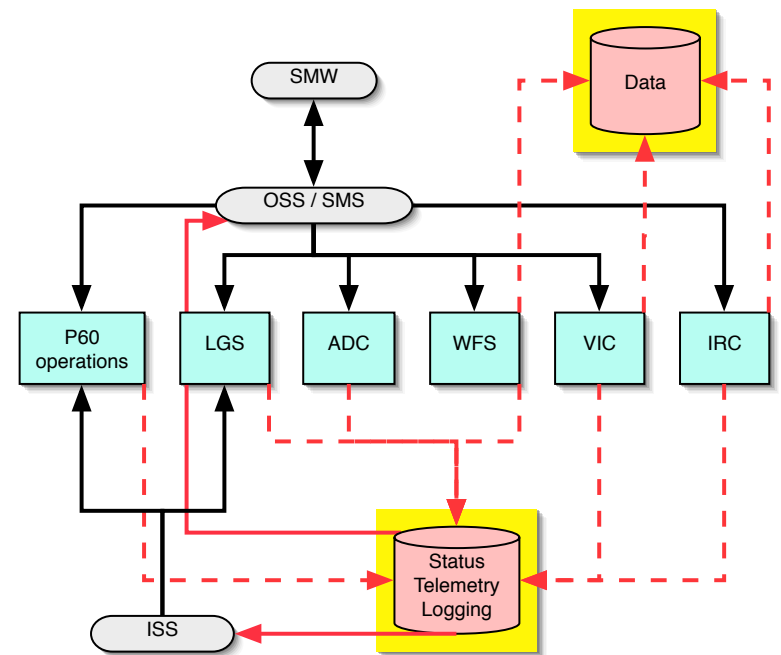 SMW
Data
OSS / SMS
P60
operations
LGS
ADC
WFS
VIC
IRC
Status
Telemetry
Logging
ISS